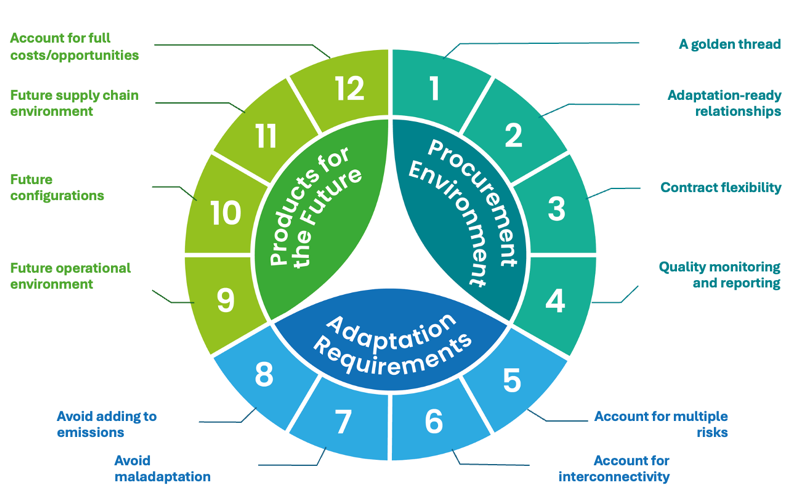 Account for full
costs/opportunities
Future supply chain
environment
Future
configurations
Future operational
environment
Avoid adding to
emissions
Avoid
maladaptation
A golden thread
Adaptation-ready
relationships
Contract flexibility
Quality monitoring
and reporting
Account for multiple
risks
Account for
interconnectivity
1
2
3
4
5
6
7
8
9
10
11
12
Products for
the Future
Procurement
Environment
Adaptation
Requirements